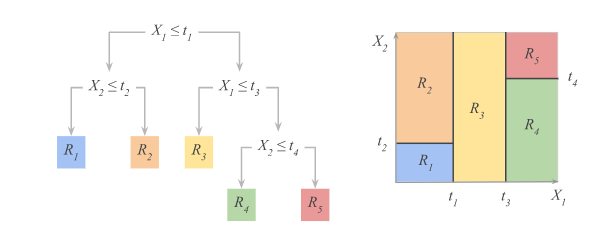 X₁ ≤ t₁
X₂ ≤ t₂
X₁ ≤ t₃
R₁
R₂
R₃
X₂ ≤ t₄
R₄
R₅
X₂
R₅
R₂
t₄
R₃
R₄
t₂
R₁
t₁
t₃
X₁